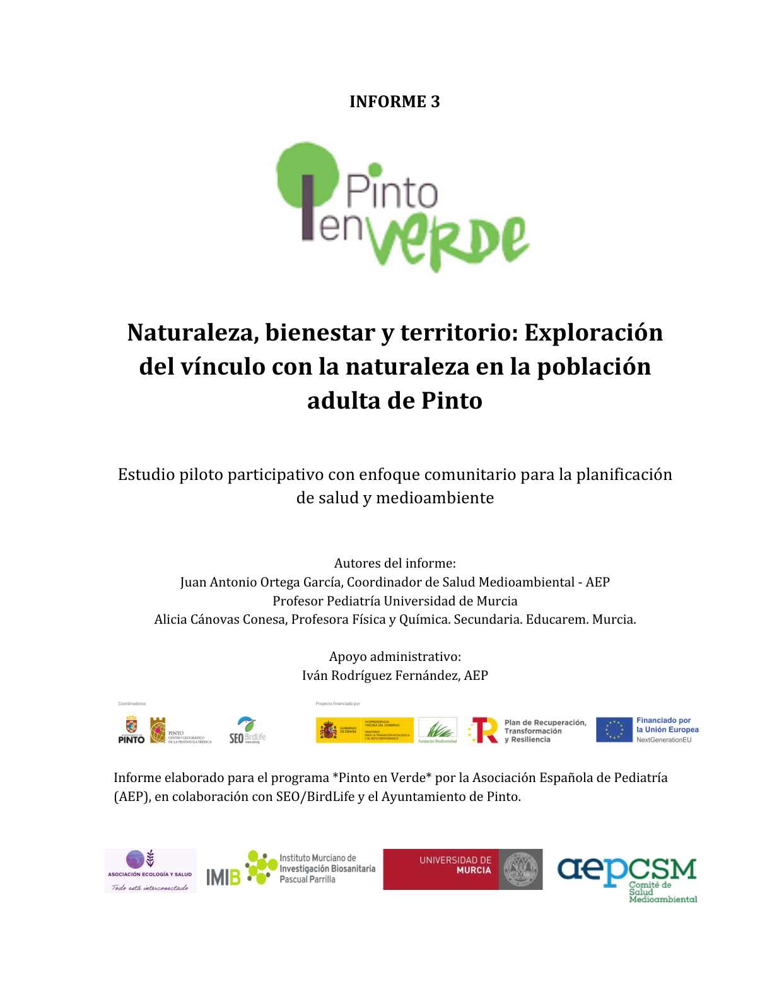 INFORME 3
Pinto
en VERDE
Naturaleza, bienestar y territorio: Exploración
del vínculo con la naturaleza en la población
adulta de Pinto
Estudio piloto participativo con enfoque comunitario para la planificación
de salud y medioambiente
Autores del informe:
Juan Antonio Ortega García, Coordinador de Salud Medioambiental - AEP
Profesor Pediatría Universidad de Murcia
Alicia Cánovas Conesa, Profesora Física y Química. Secundaria. Educarem. Murcia.
Apoyo administrativo:
Iván Rodríguez Fernández, AEP
Coordinadores
Proyecto financiado por
AYUNTAMIENTO DE
PINTO
PINTO
CENTRO GEOGRÁFICO
DE LA PENÍNSULA IBÉRICA
SEO BirdLife
www.seo.org
GOBIERNO
DE ESPAÑA
VICEPRESIDENCIA
TERCERA DEL GOBIERNO
MINISTERIO
PARA LA TRANSICIÓN ECOLÓGICA
Y EL RETO DEMOGRÁFICO
Fundación Biodiversidad
Plan de Recuperación,
Transformación
y Resiliencia
Financiado por
la Unión Europea
NextGenerationEU
Informe elaborado para el programa *Pinto en Verde* por la Asociación Española de Pediatría
(AEP), en colaboración con SEO/BirdLife y el Ayuntamiento de Pinto.
ASOCIACIÓN ECOLOGÍA Y SALUD
Todo está interconectado
IMIB
Instituto Murciano de
Investigación Biosanitaria
Pascual Parrilla
UNIVERSIDAD DE
MURCIA
aepCSM
Comité de
Salud
Medioambiental